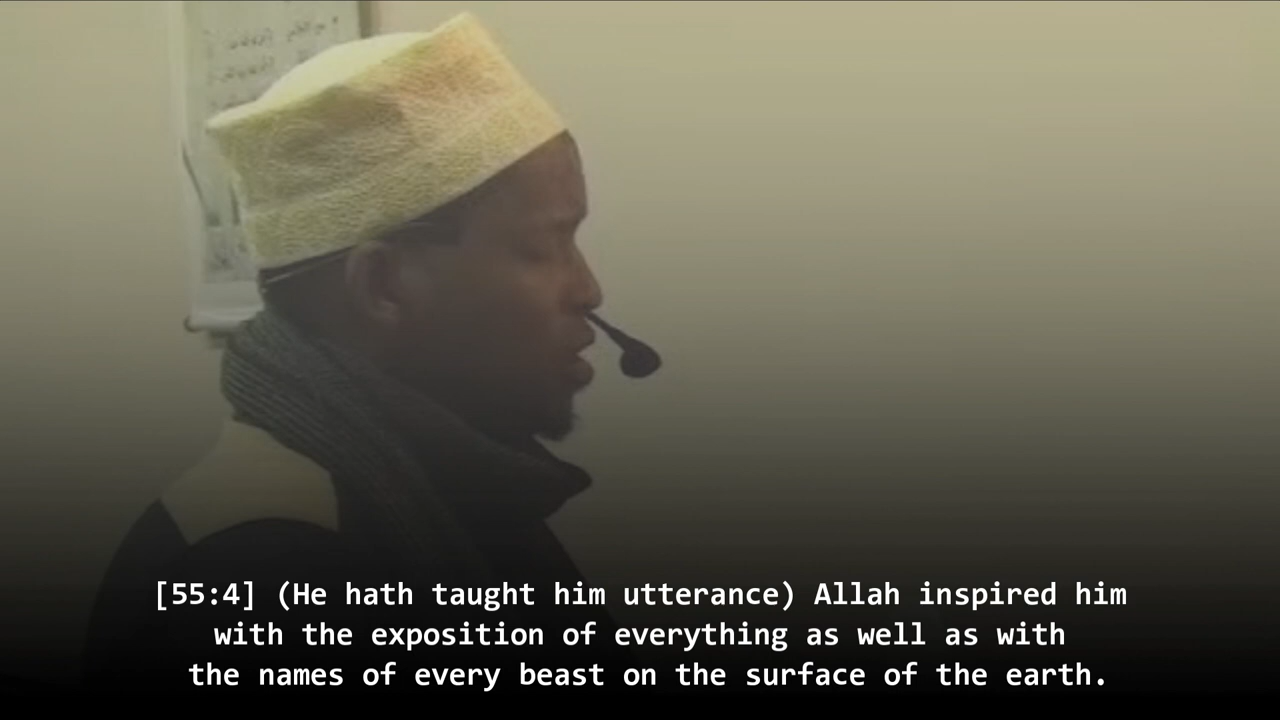 [55:4] (He hath taught him utterance) Allah inspired him
with the exposition of everything as well as with
the names of every beast on the surface of the earth.